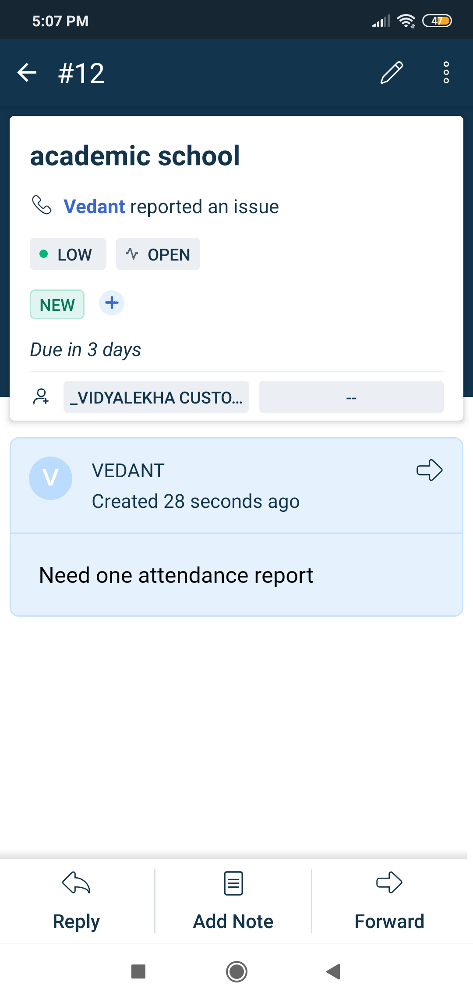 5:07 PM
47
#12
academic school
Vedant reported an issue
LOW
OPEN
NEW
Due in 3 days
_VIDYALEKHA CUSTO...
--
V
VEDANT
Created 28 seconds ago
Need one attendance report
Reply
Add Note
Forward